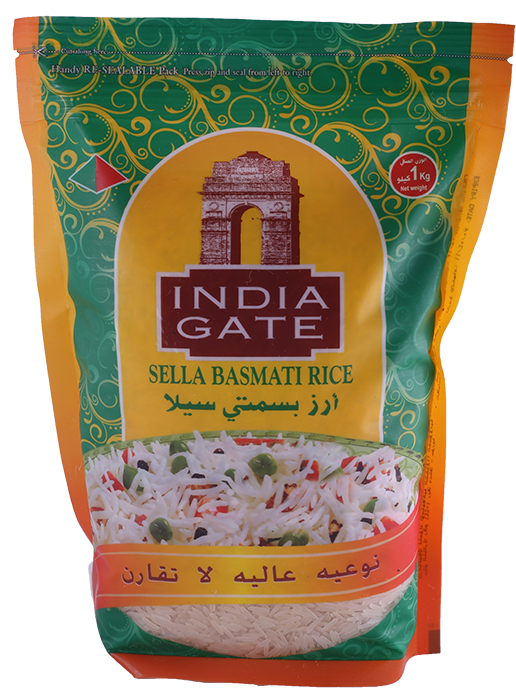 Handy RE-SEALABLE Pack. Press zip and seal from left to right
الوزن الصافي
1 Kg
كيلو
Net weight
INDIA
GATE
SELLA BASMATI RICE
أرز بسمتي سيلا
نوعيه عاليه لا تقارن